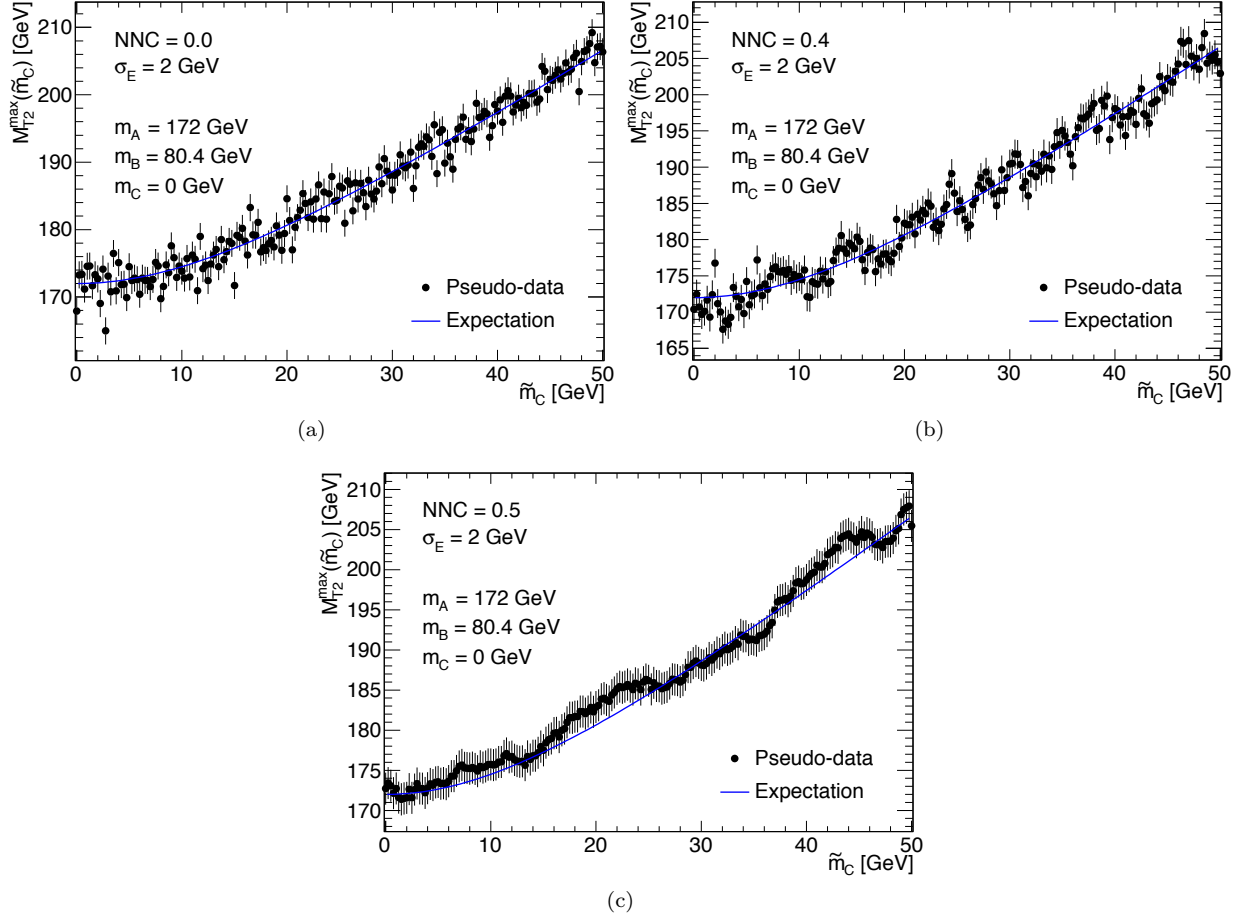 M_T2^max(m̃_C) [GeV]
210
200
190
180
170
NNC = 0.0
σ_E = 2 GeV
m_A = 172 GeV
m_B = 80.4 GeV
m_C = 0 GeV
Pseudo-data
Expectation
0 10 20 30 40 50
m̃_C [GeV]
(a)
M_T2^max(m̃_C) [GeV]
210
205
200
195
190
185
180
175
170
165
NNC = 0.4
σ_E = 2 GeV
m_A = 172 GeV
m_B = 80.4 GeV
m_C = 0 GeV
Pseudo-data
Expectation
0 10 20 30 40 50
m̃_C [GeV]
(b)
M_T2^max(m̃_C) [GeV]
210
205
200
195
190
185
180
175
170
NNC = 0.5
σ_E = 2 GeV
m_A = 172 GeV
m_B = 80.4 GeV
m_C = 0 GeV
Pseudo-data
Expectation
0 10 20 30 40 50
m̃_C [GeV]
(c)